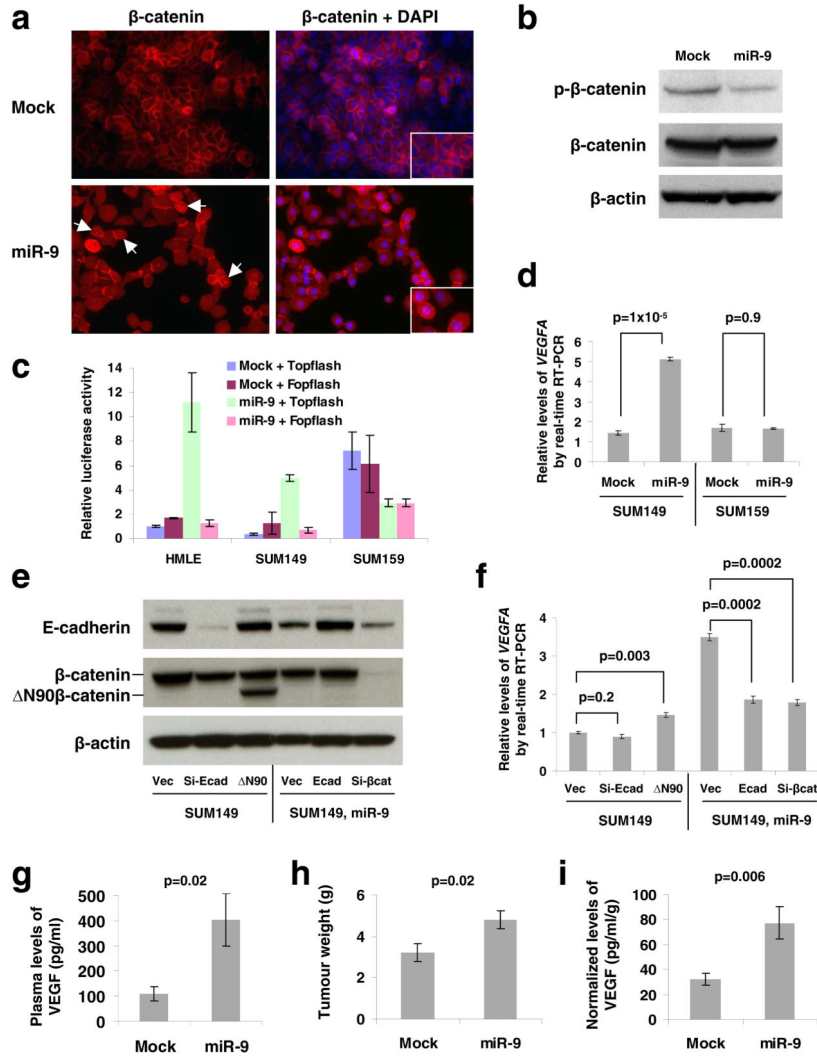 a
β-catenin
β-catenin + DAPI
Mock
miR-9
b
Mock miR-9
p-β-catenin
β-catenin
β-actin
c
Relative luciferase activity
14
12
10
8
6
4
2
0
Mock + Topflash
Mock + Fopflash
miR-9 + Topflash
miR-9 + Fopflash
HMLE SUM149 SUM159
d
Relative levels of VEGFA
by real-time RT-PCR
p=1x10⁻⁵
p=0.9
6
5
4
3
2
1
0
Mock miR-9 Mock miR-9
SUM149 SUM159
e
E-cadherin
β-catenin
ΔN90β-catenin
β-actin
Vec Si-Ecad ΔN90 Vec Ecad Si-βcat
SUM149 SUM149, miR-9
f
Relative levels of VEGFA
by real-time RT-PCR
p=0.0002
p=0.0002
p=0.003
p=0.2
4
3
2
1
0
Vec Si-Ecad ΔN90 Vec Ecad Si-βcat
SUM149 SUM149, miR-9
g
Plasma levels of
VEGF (pg/ml)
p=0.02
500
400
300
200
100
0
Mock miR-9
h
Tumour weight (g)
p=0.02
6
4
2
0
Mock miR-9
i
Normalized levels of
VEGF (pg/ml/g)
p=0.006
100
80
60
40
20
0
Mock miR-9